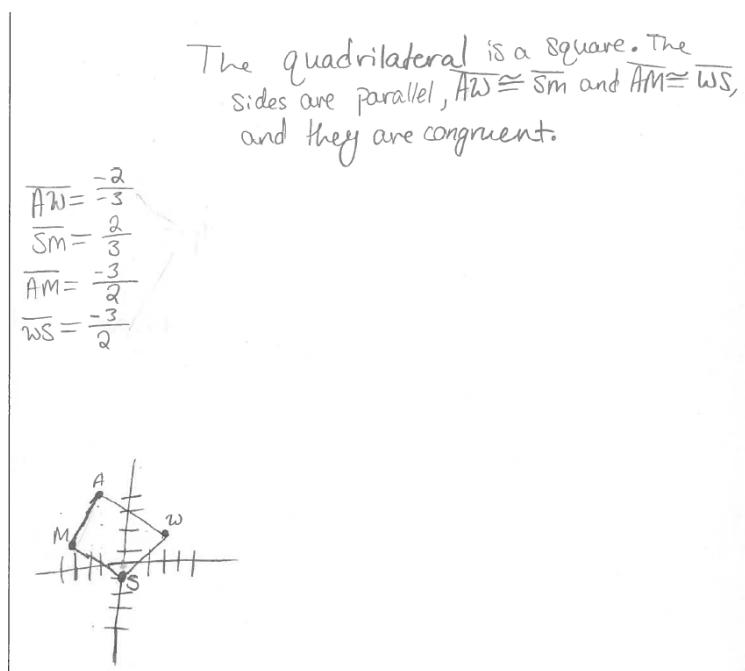 The quadrilateral is a square. The
sides are parallel, AW ≅ SM and AM ≅ WS,
and they are congruent.
AW = -2/-3
SM = 2/3
AM = -3/2
WS = -3/2
A
W
M
S